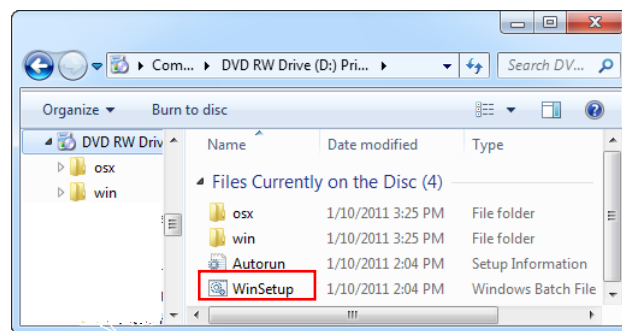 Com... DVD RW Drive (D:) Pri... Search DV...
Organize Burn to disc
DVD RW Driv
osx
win
Name Date modified Type
Files Currently on the Disc (4)
osx 1/10/2011 3:25 PM File folder
win 1/10/2011 3:25 PM File folder
Autorun 1/10/2011 2:04 PM Setup Information
WinSetup 1/10/2011 2:04 PM Windows Batch File